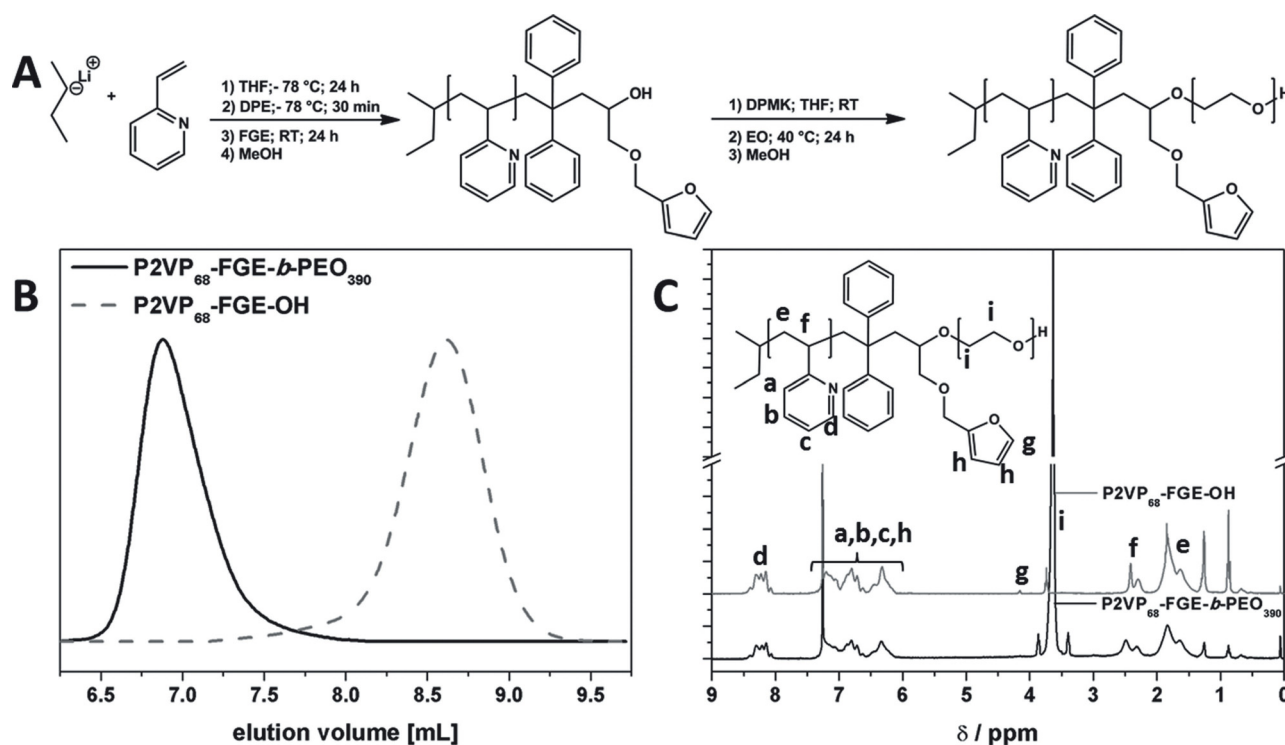 A
Li
⊕
⊖
+
N
1) THF;- 78 °C; 24 h
2) DPE;- 78 °C; 30 min
3) FGE; RT; 24 h
4) MeOH
OH
N
O
O
1) DPMK; THF; RT
2) EO; 40 °C; 24 h
3) MeOH
O
O
H
N
O
O
B
P2VP68-FGE-b-PEO390
P2VP68-FGE-OH
6.5 7.0 7.5 8.0 8.5 9.0 9.5
elution volume [mL]
C
e
f
i
O
O
H
i
a
N
O
b
d
c
O
g
h
h
P2VP68-FGE-OH
i
a,b,c,h
d
f
e
g
P2VP68-FGE-b-PEO390
9 8 7 6 5 4 3 2 1 0
δ / ppm